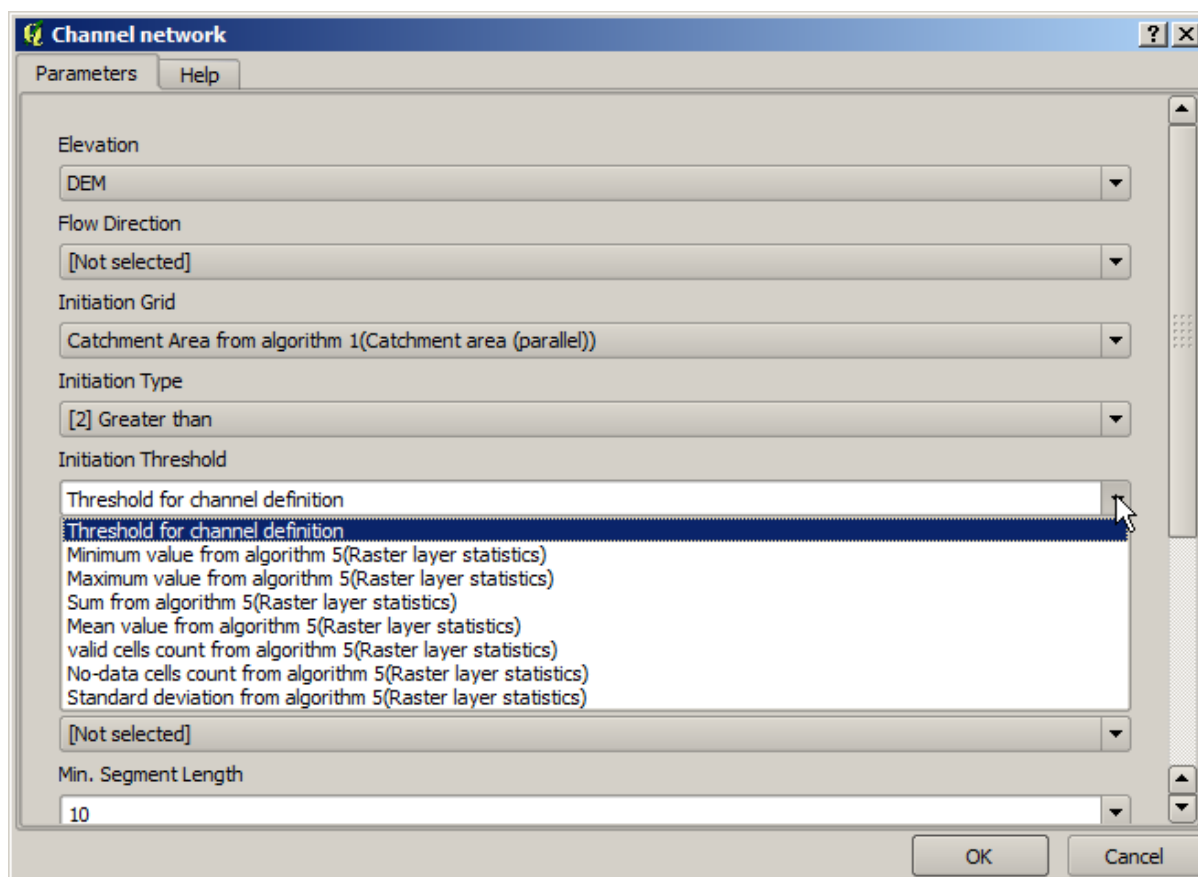 Channel network
Parameters Help
Elevation
DEM
Flow Direction
[Not selected]
Initiation Grid
Catchment Area from algorithm 1(Catchment area (parallel))
Initiation Type
[2] Greater than
Initiation Threshold
Threshold for channel definition
Threshold for channel definition
Minimum value from algorithm 5(Raster layer statistics)
Maximum value from algorithm 5(Raster layer statistics)
Sum from algorithm 5(Raster layer statistics)
Mean value from algorithm 5(Raster layer statistics)
valid cells count from algorithm 5(Raster layer statistics)
No-data cells count from algorithm 5(Raster layer statistics)
Standard deviation from algorithm 5(Raster layer statistics)
[Not selected]
Min. Segment Length
10
OK Cancel